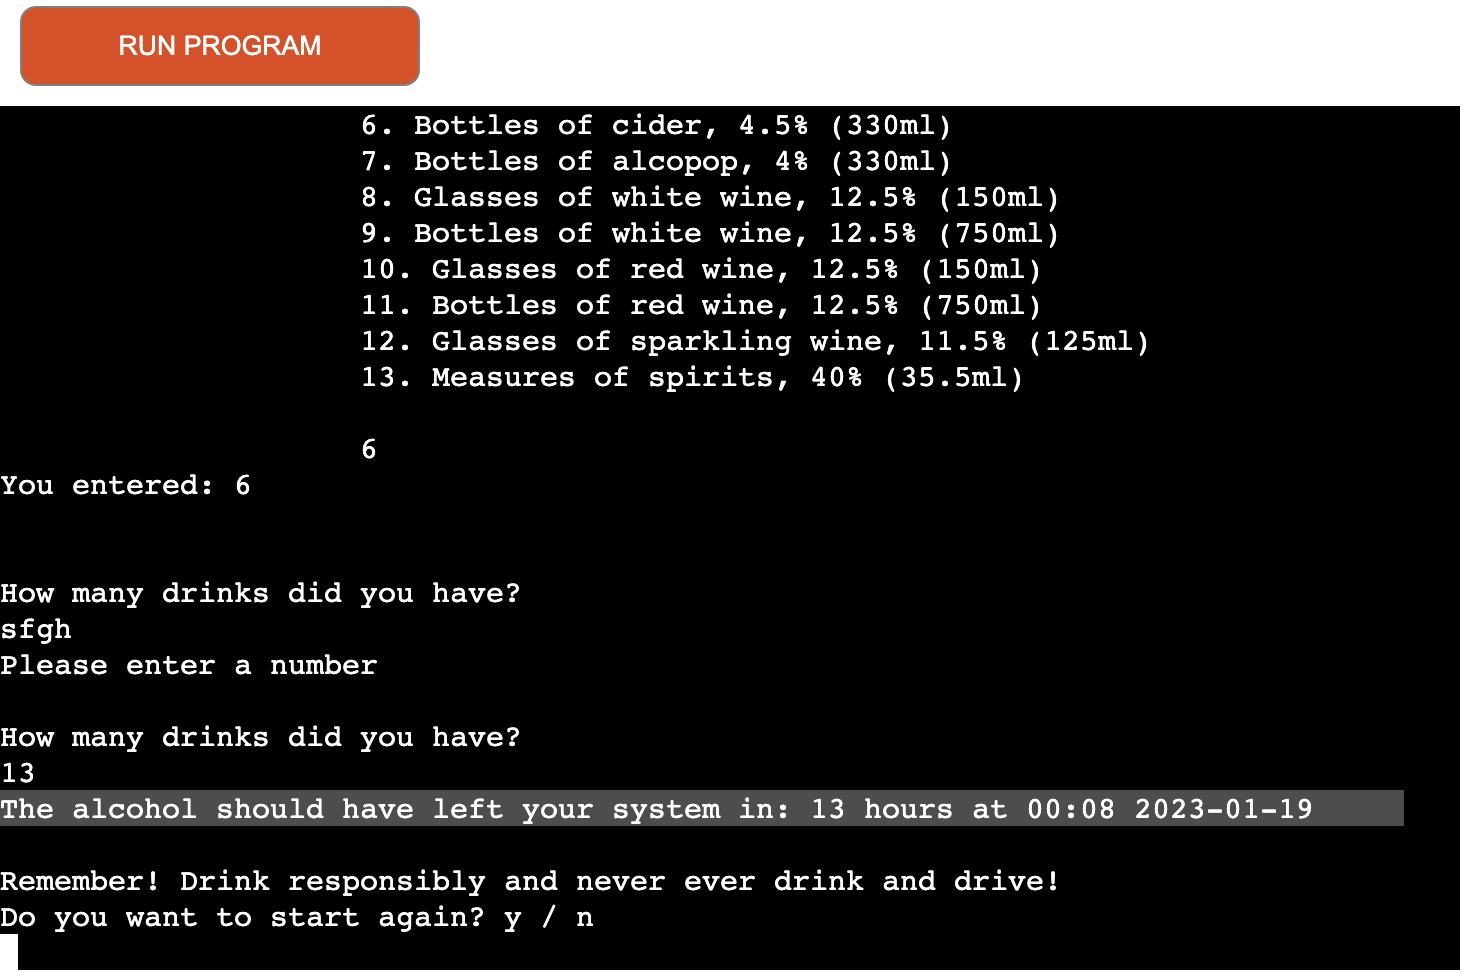 RUN PROGRAM
6. Bottles of cider, 4.5% (330ml)
7. Bottles of alcopop, 4% (330ml)
8. Glasses of white wine, 12.5% (150ml)
9. Bottles of white wine, 12.5% (750ml)
10. Glasses of red wine, 12.5% (150ml)
11. Bottles of red wine, 12.5% (750ml)
12. Glasses of sparkling wine, 11.5% (125ml)
13. Measures of spirits, 40% (35.5ml)
6
You entered: 6
How many drinks did you have?
sfgh
Please enter a number
How many drinks did you have?
13
The alcohol should have left your system in: 13 hours at 00:08 2023-01-19
Remember! Drink responsibly and never ever drink and drive!
Do you want to start again? y / n